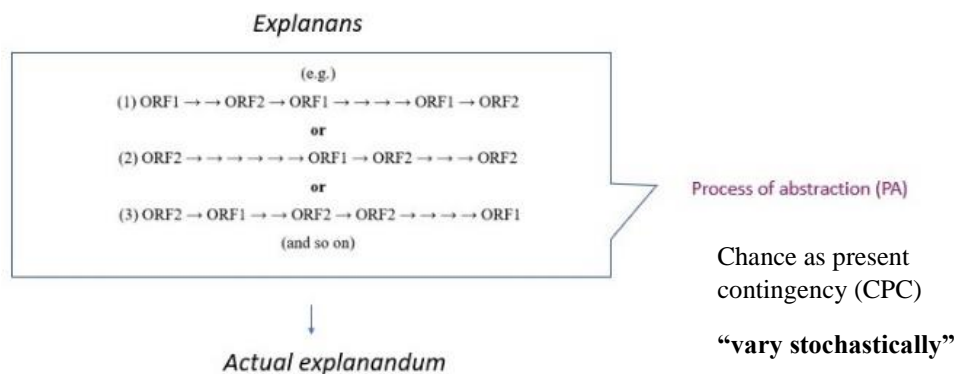 Explanans
(e.g.)
(1) ORF1 → → ORF2 → ORF1 → → → → ORF1 → ORF2
or
(2) ORF2 → → → → → → ORF1 → ORF2 → → → ORF2
or
(3) ORF2 → ORF1 → → ORF2 → ORF2 → → → → ORF1
(and so on)
Process of abstraction (PA)
Chance as present
contingency (CPC)
“vary stochastically”
Actual explanandum